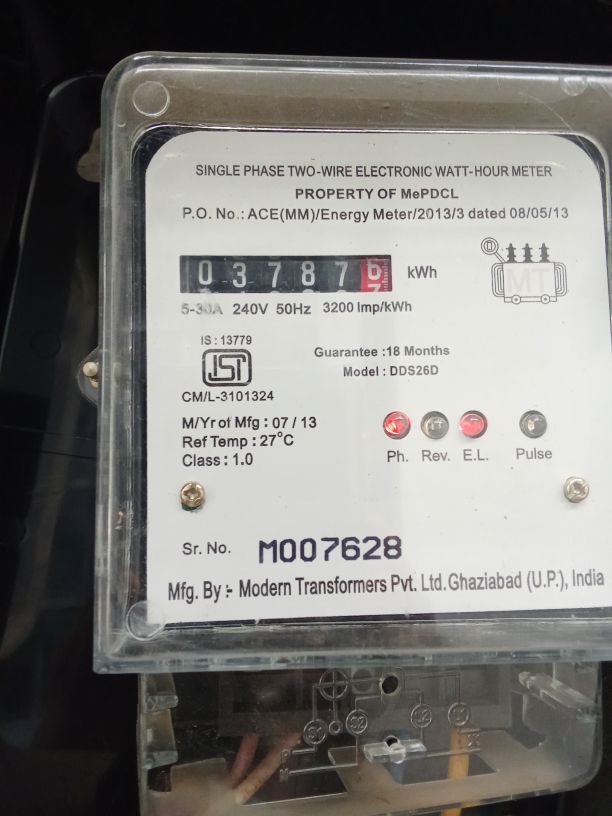 SINGLE PHASE TWO-WIRE ELECTRONIC WATT-HOUR METER
PROPERTY OF MePDCL
P.O. No.: ACE(MM)/Energy Meter/2013/3 dated 08/05/13
0 3 7 8 7 6 kWh
MT
5-30A 240V 50Hz 3200 Imp/kWh
IS : 13779
ISI
CM/L-3101324
Guarantee :18 Months
Model : DDS26D
M/Yr of Mfg : 07 / 13
Ref Temp : 27°C
Class : 1.0
Ph. Rev. E.L. Pulse
Sr. No. M007628
Mfg. By :- Modern Transformers Pvt. Ltd.Ghaziabad (U.P.), India